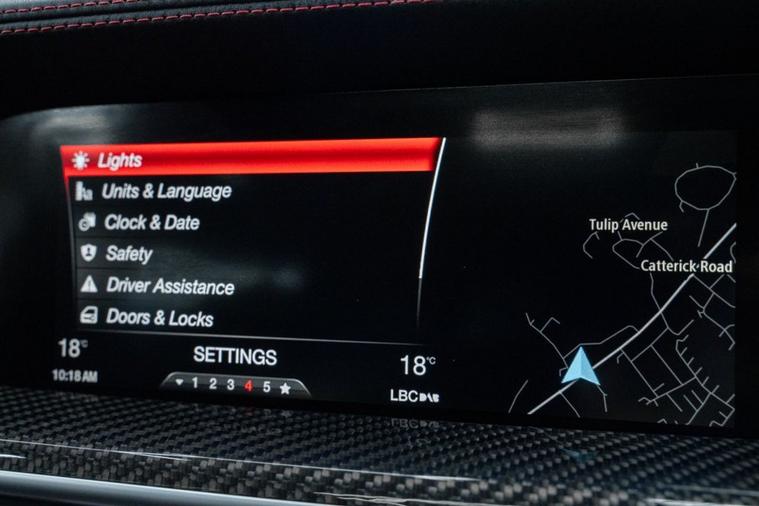 Lights
Units & Language
Clock & Date
Safety
Driver Assistance
Doors & Locks
18°C
SETTINGS
18°C
10:18 AM
1 2 3 4 5
LBC DAB
Tulip Avenue
Catterick Road